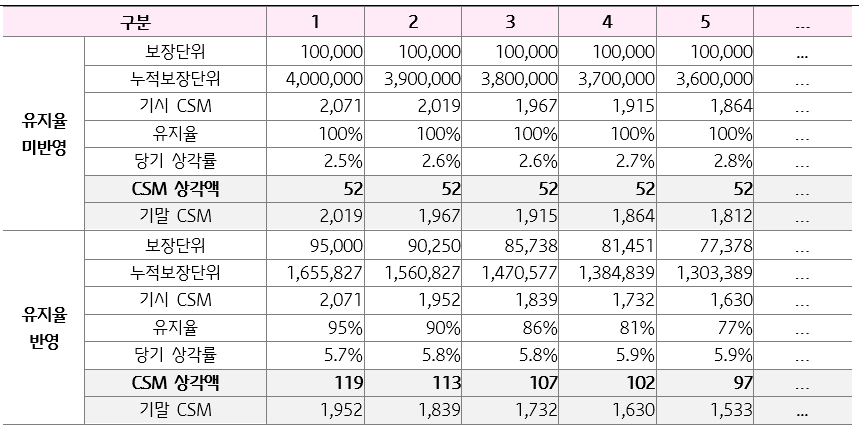 구분 1 2 3 4 5 ...
유지율 미반영
보장단위 100,000 100,000 100,000 100,000 100,000 ...
누적보장단위 4,000,000 3,900,000 3,800,000 3,700,000 3,600,000 ...
기시 CSM 2,071 2,019 1,967 1,915 1,864 ...
유지율 100% 100% 100% 100% 100% ...
당기 상각률 2.5% 2.6% 2.6% 2.7% 2.8% ...
CSM 상각액 52 52 52 52 52 ...
기말 CSM 2,019 1,967 1,915 1,864 1,812 ...
유지율 반영
보장단위 95,000 90,250 85,738 81,451 77,378 ...
누적보장단위 1,655,827 1,560,827 1,470,577 1,384,839 1,303,389 ...
기시 CSM 2,071 1,952 1,839 1,732 1,630 ...
유지율 95% 90% 86% 81% 77% ...
당기 상각률 5.7% 5.8% 5.8% 5.9% 5.9% ...
CSM 상각액 119 113 107 102 97 ...
기말 CSM 1,952 1,839 1,732 1,630 1,533 ...